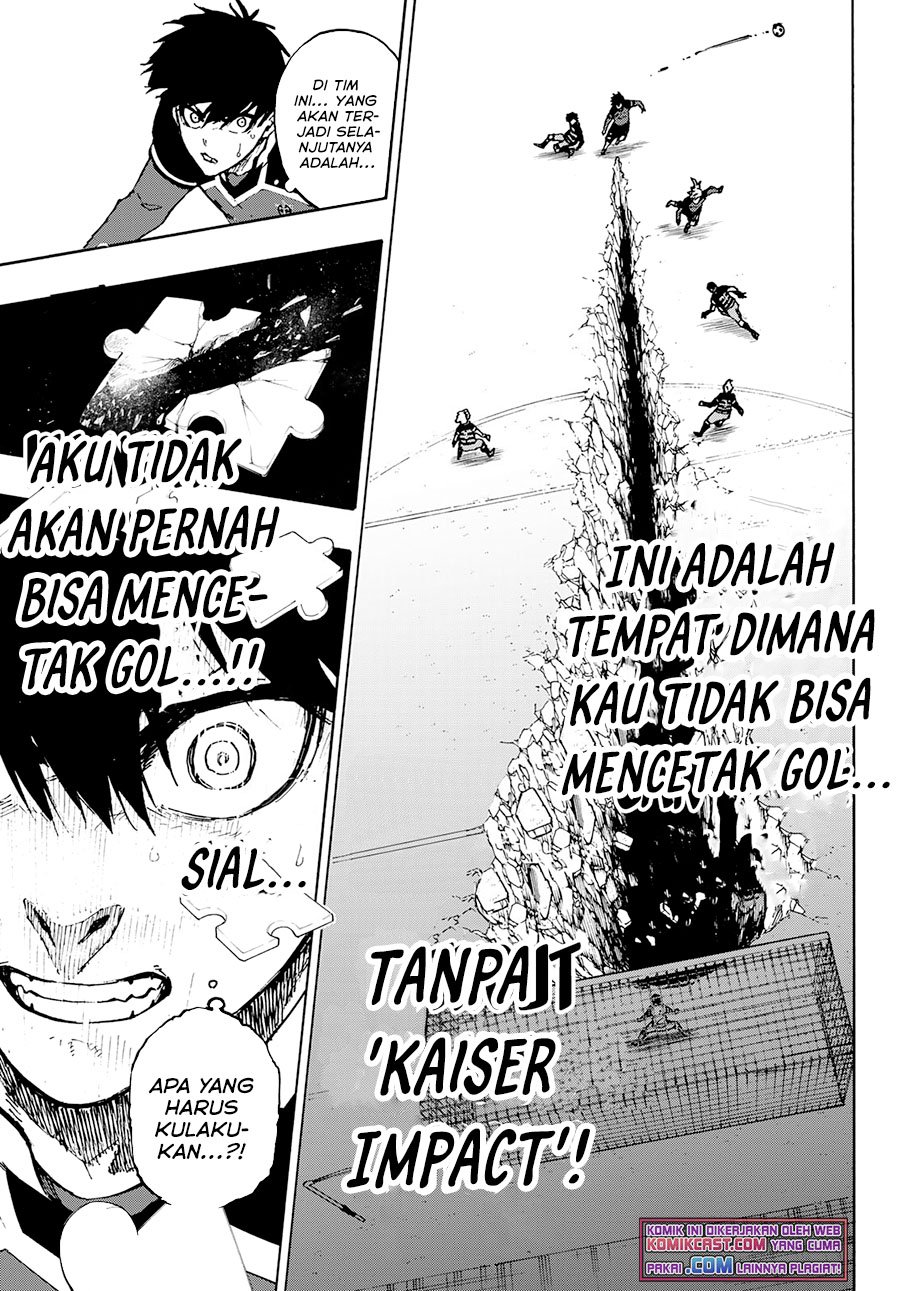 INI ADALAH
TEMPAT DIMANA
KAU TIDAK BISA
MENCETAK GOL...
TANPA
'KAISER
IMPACT'!
DI TIM
INI... YANG
AKAN TER-
JADI SELA-
NJUTANYA
ADALAH...
AKU TIDAK
AKAN PERNAH
BISA MENCE-
TAK GOL...!!
SIAL...
APA YANG
HARUS
KULAKU-
KAN...?!
KOMIK INI DIKERJAKAN OLEH WEB
KOMIKCAST.COM YANG CUMA
PAKAI .COM LAINNYA PLAGIAT!